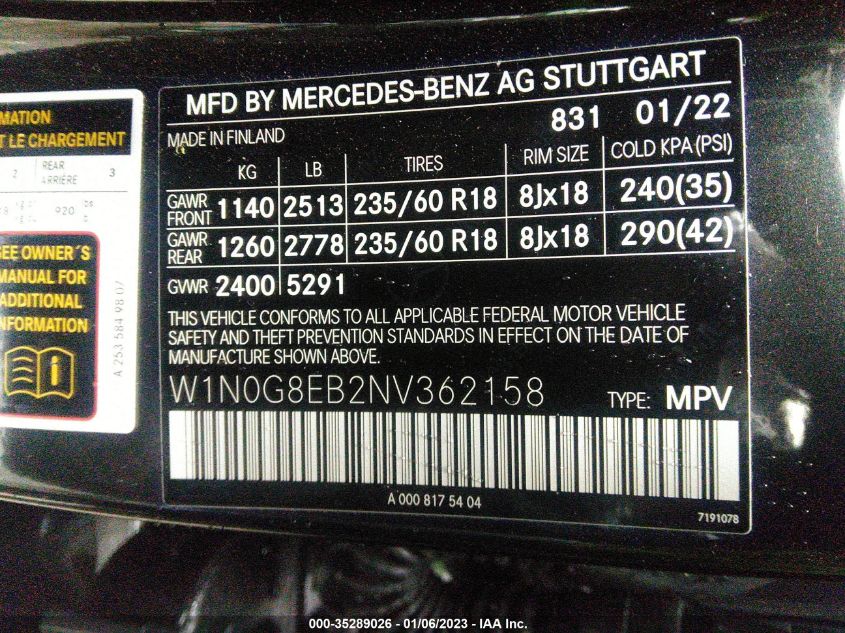 MATION
T LE CHARGEMENT
2 REAR ARRIÈRE 3
920
SEE OWNER´S
MANUAL FOR
ADDITIONAL
INFORMATION
A 253 584 98 07
MFD BY MERCEDES-BENZ AG STUTTGART
831 01/22
MADE IN FINLAND
KG LB TIRES RIM SIZE COLD KPA (PSI)
GAWR FRONT 1140 2513 235/60 R18 8Jx18 240(35)
GAWR REAR 1260 2778 235/60 R18 8Jx18 290(42)
GVWR 2400 5291
THIS VEHICLE CONFORMS TO ALL APPLICABLE FEDERAL MOTOR VEHICLE
SAFETY AND THEFT PREVENTION STANDARDS IN EFFECT ON THE DATE OF
MANUFACTURE SHOWN ABOVE.
W1N0G8EB2NV362158 TYPE: MPV
A 000 817 54 04
7191078
000-35289026 - 01/06/2023 - IAA Inc.